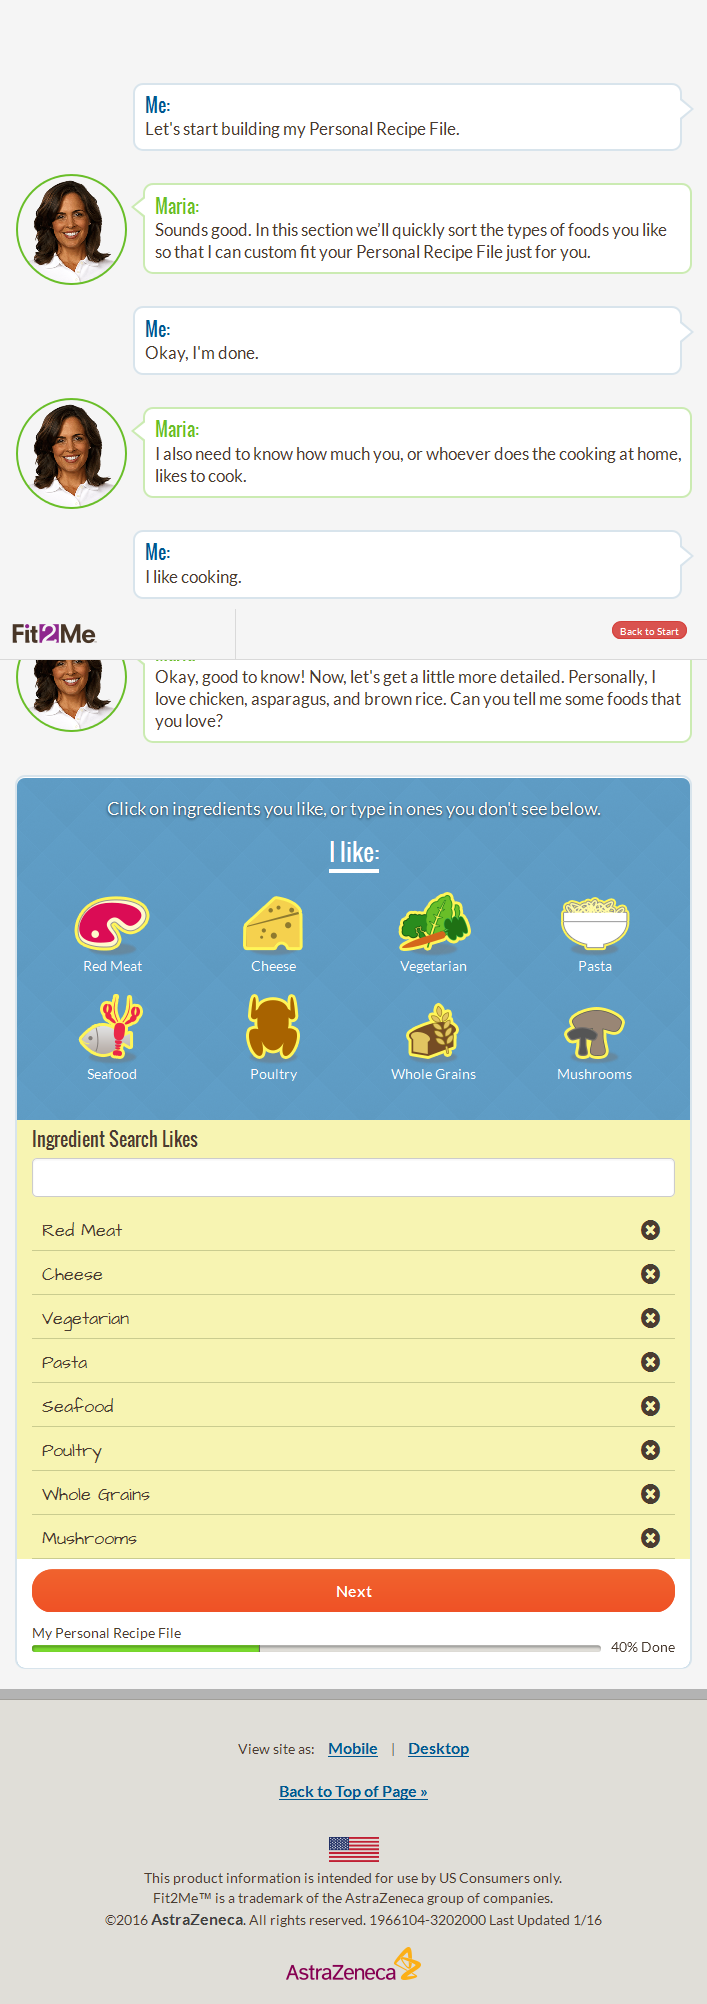 Me:
Let's start building my Personal Recipe File.
Maria:
Sounds good. In this section we'll quickly sort the types of foods you like
so that I can custom fit your Personal Recipe File just for you.
Me:
Okay, I'm done.
Maria:
I also need to know how much you, or whoever does the cooking at home,
likes to cook.
Me:
I like cooking.
Fit2Me
Back to Start
Okay, good to know! Now, let's get a little more detailed. Personally, I
love chicken, asparagus, and brown rice. Can you tell me some foods that
you love?
Click on ingredients you like, or type in ones you don't see below.
I like:
Red Meat
Cheese
Vegetarian
Pasta
Seafood
Poultry
Whole Grains
Mushrooms
Ingredient Search Likes
Red Meat
Cheese
Vegetarian
Pasta
Seafood
Poultry
Whole Grains
Mushrooms
Next
My Personal Recipe File
40% Done
View site as: Mobile | Desktop
Back to Top of Page »
This product information is intended for use by US Consumers only.
Fit2Me™ is a trademark of the AstraZeneca group of companies.
©2016 AstraZeneca. All rights reserved. 1966104-3202000 Last Updated 1/16
AstraZeneca